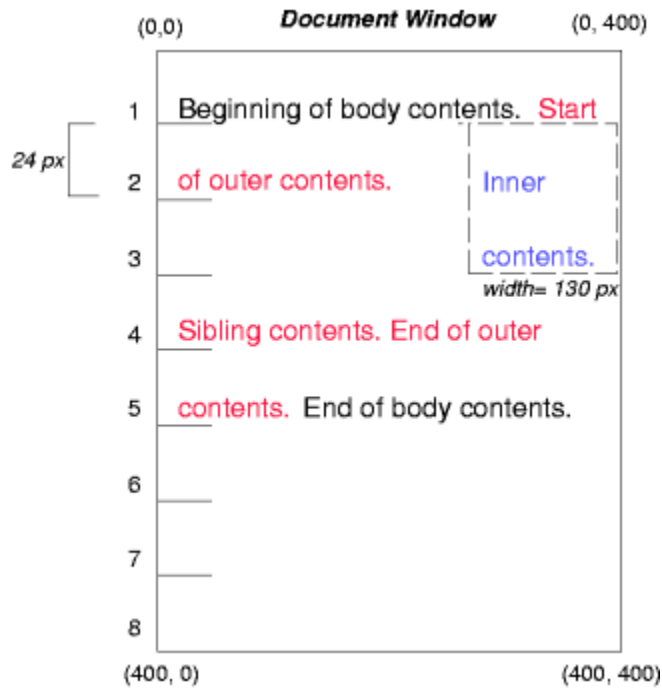 Document Window
(0,0) (0, 400)
1 Beginning of body contents. Start
24 px
2 of outer contents. Inner
3 contents.
width= 130 px
4 Sibling contents. End of outer
5 contents. End of body contents.
6
7
8
(400, 0) (400, 400)